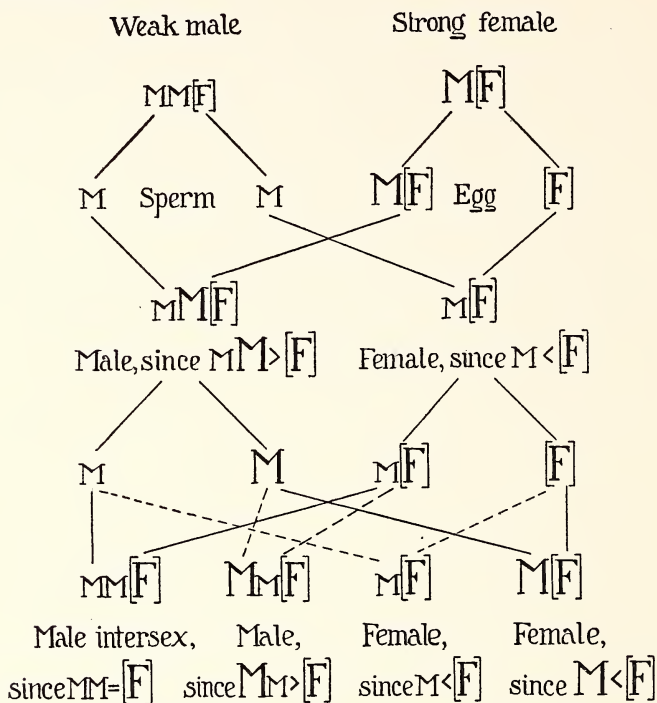 Weak male Strong female
MM[F] M[F]
M Sperm M M[F] Egg [F]
MM[F] M[F]
Male, since MM>[F] Female, since M<[F]
M M M[F] [F]
MM[F] MM[F] M[F] M[F]
Male intersex, Male, Female, Female,
since MM=[F] since MM>[F] since M<[F] since M<[F]